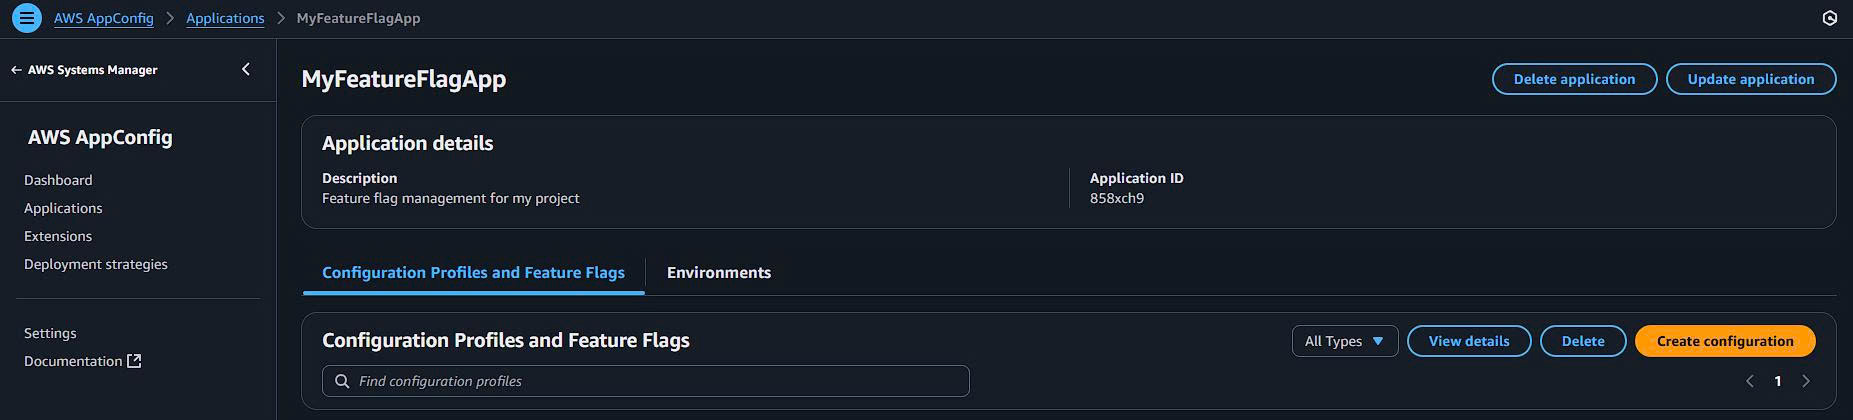 AWS AppConfig > Applications > MyFeatureFlagApp
AWS Systems Manager
AWS AppConfig
Dashboard
Applications
Extensions
Deployment strategies
Settings
Documentation
MyFeatureFlagApp
Delete application
Update application
Application details
Description
Feature flag management for my project
Application ID
858xch9
Configuration Profiles and Feature Flags
Environments
Configuration Profiles and Feature Flags
All Types
View details
Delete
Create configuration
Find configuration profiles
1